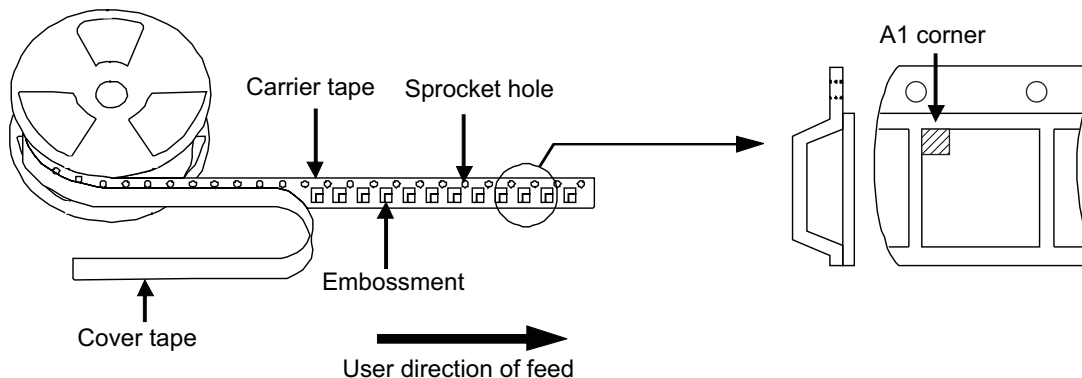 A1 corner
Carrier tape
Sprocket hole
Embossment
Cover tape
User direction of feed